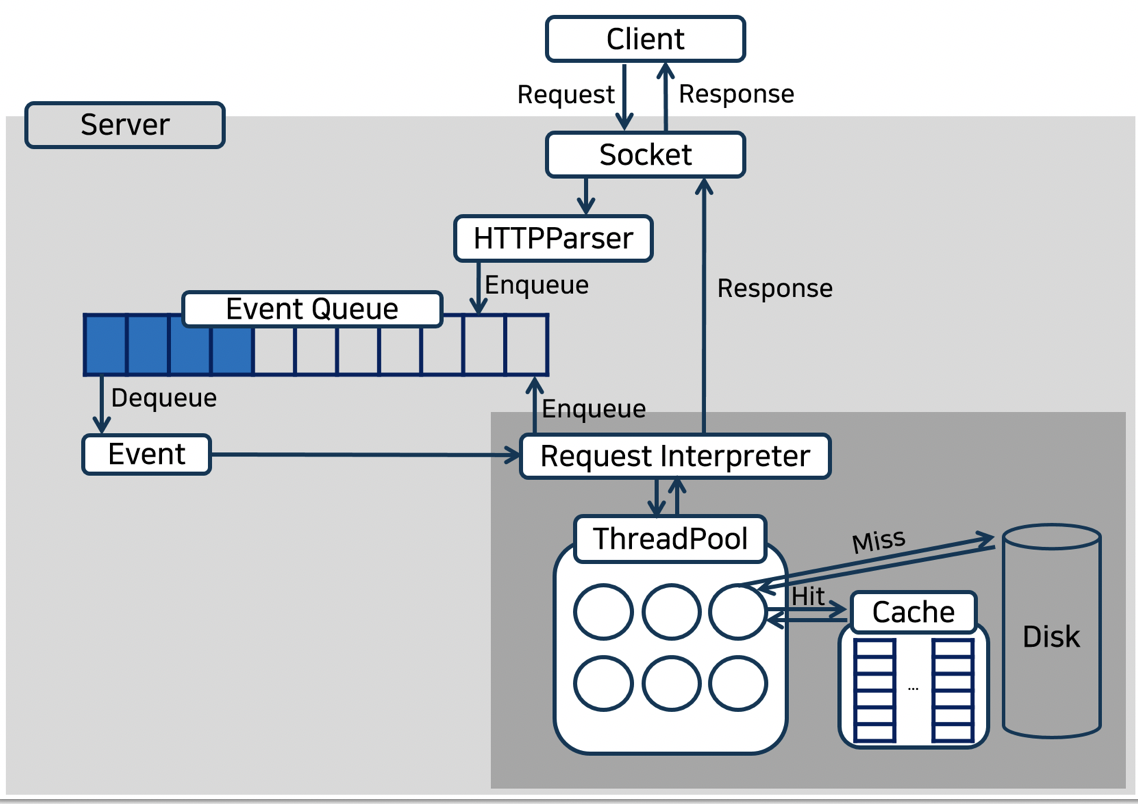 Client
Request
Response
Server
Socket
HTTPParser
Enqueue
Response
Event Queue
Dequeue
Enqueue
Event
Request Interpreter
ThreadPool
Miss
Hit
Cache
Disk
...